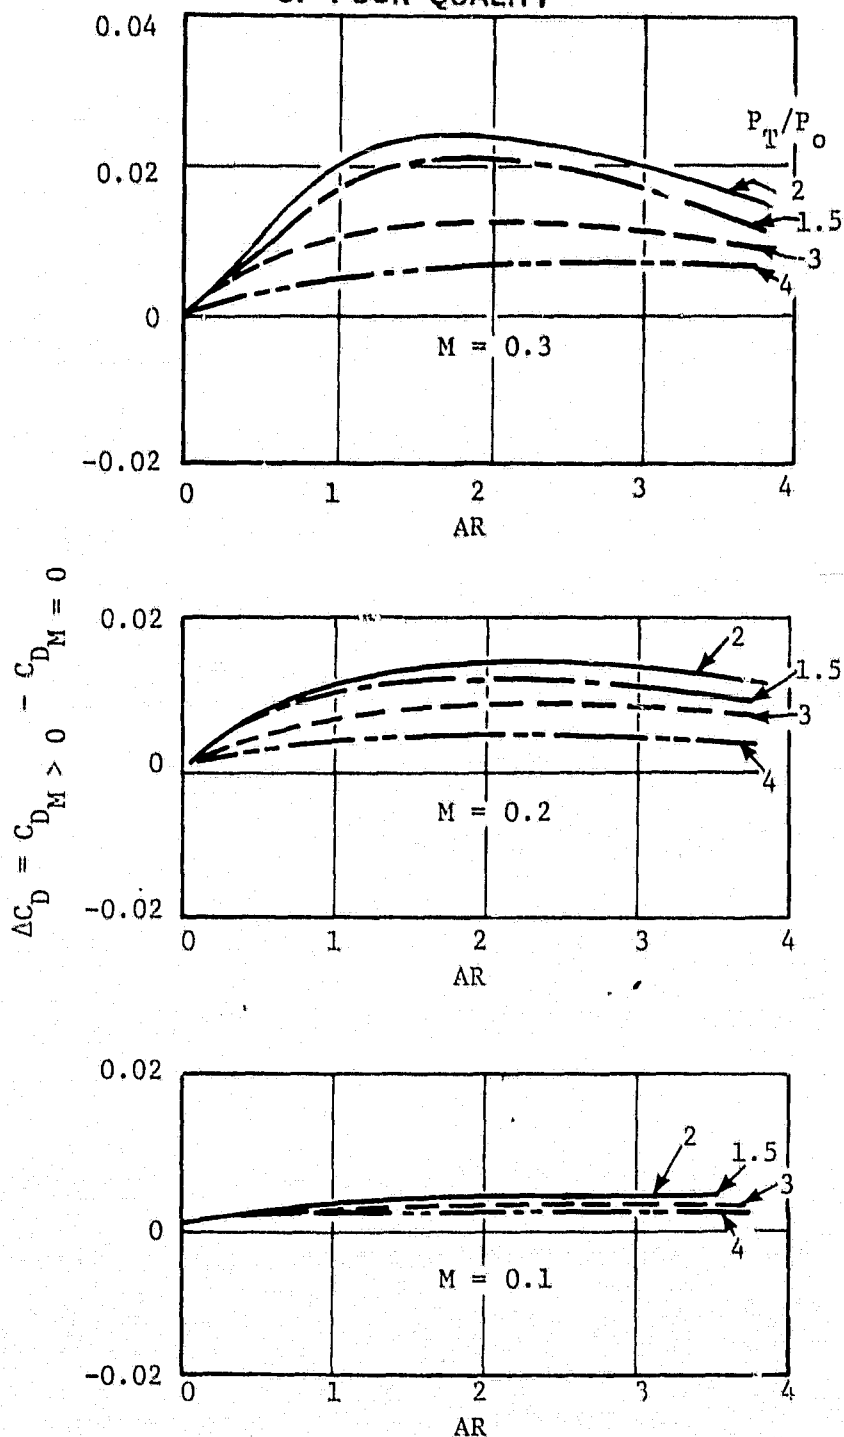 OF POOR QUALITY
0.04
P_T/P_o
0.02
2
1.5
3
4
0
M = 0.3
-0.02
0 1 2 3 4
AR
ΔC_D = C_D_M > 0 - C_D_M = 0
0.02
2
1.5
3
0
4
M = 0.2
-0.02
0 1 2 3 4
AR
0.02
2
1.5
3
0
4
M = 0.1
-0.02
0 1 2 3 4
AR